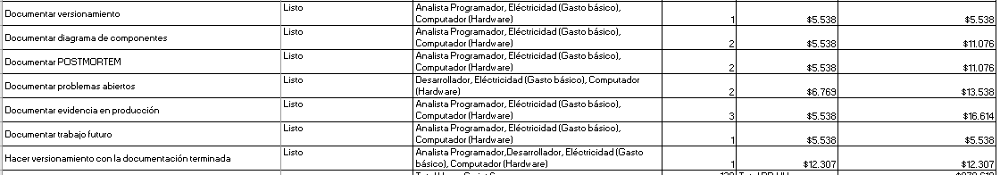 Documentar versionamiento Listo Analista Programador, Eléctricidad (Gasto básico), Computador (Hardware) 1 $5.538 $5.538
Documentar diagrama de componentes Listo Analista Programador, Eléctricidad (Gasto básico), Computador (Hardware) 2 $5.538 $11.076
Documentar POSTMORTEM Listo Analista Programador, Eléctricidad (Gasto básico), Computador (Hardware) 2 $5.538 $11.076
Documentar problemas abiertos Listo Desarrollador, Eléctricidad (Gasto básico), Computador (Hardware) 2 $6.769 $13.538
Documentar evidencia en producción Listo Analista Programador, Eléctricidad (Gasto básico), Computador (Hardware) 3 $5.538 $16.614
Documentar trabajo futuro Listo Analista Programador, Eléctricidad (Gasto básico), Computador (Hardware) 1 $5.538 $5.538
Hacer versionamiento con la documentación terminada Listo Analista Programador,Desarrollador, Eléctricidad (Gasto básico), Computador (Hardware) 1 $12.307 $12.307